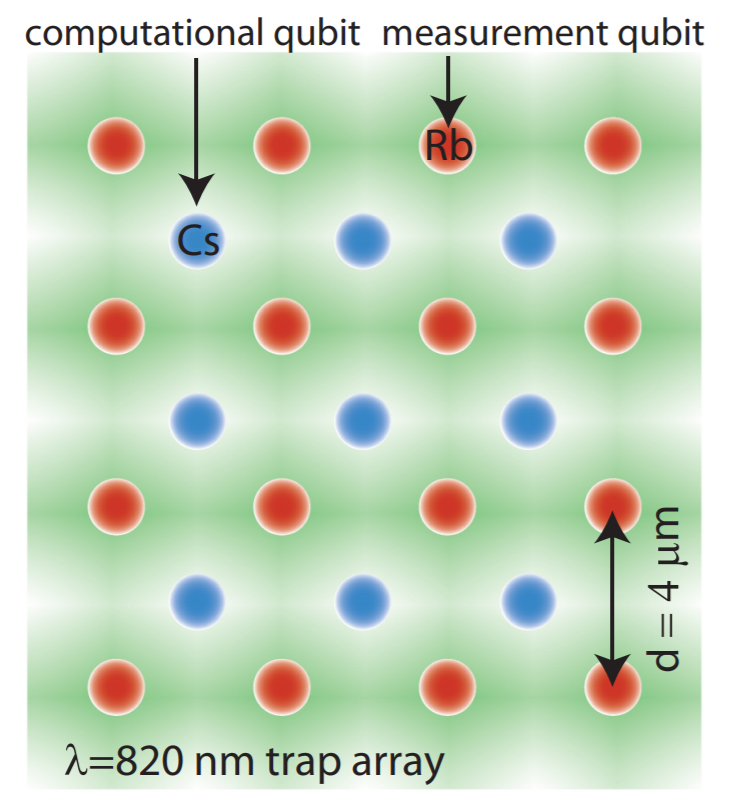 computational qubit measurement qubit
Rb
Cs
d = 4 μm
λ=820 nm trap array